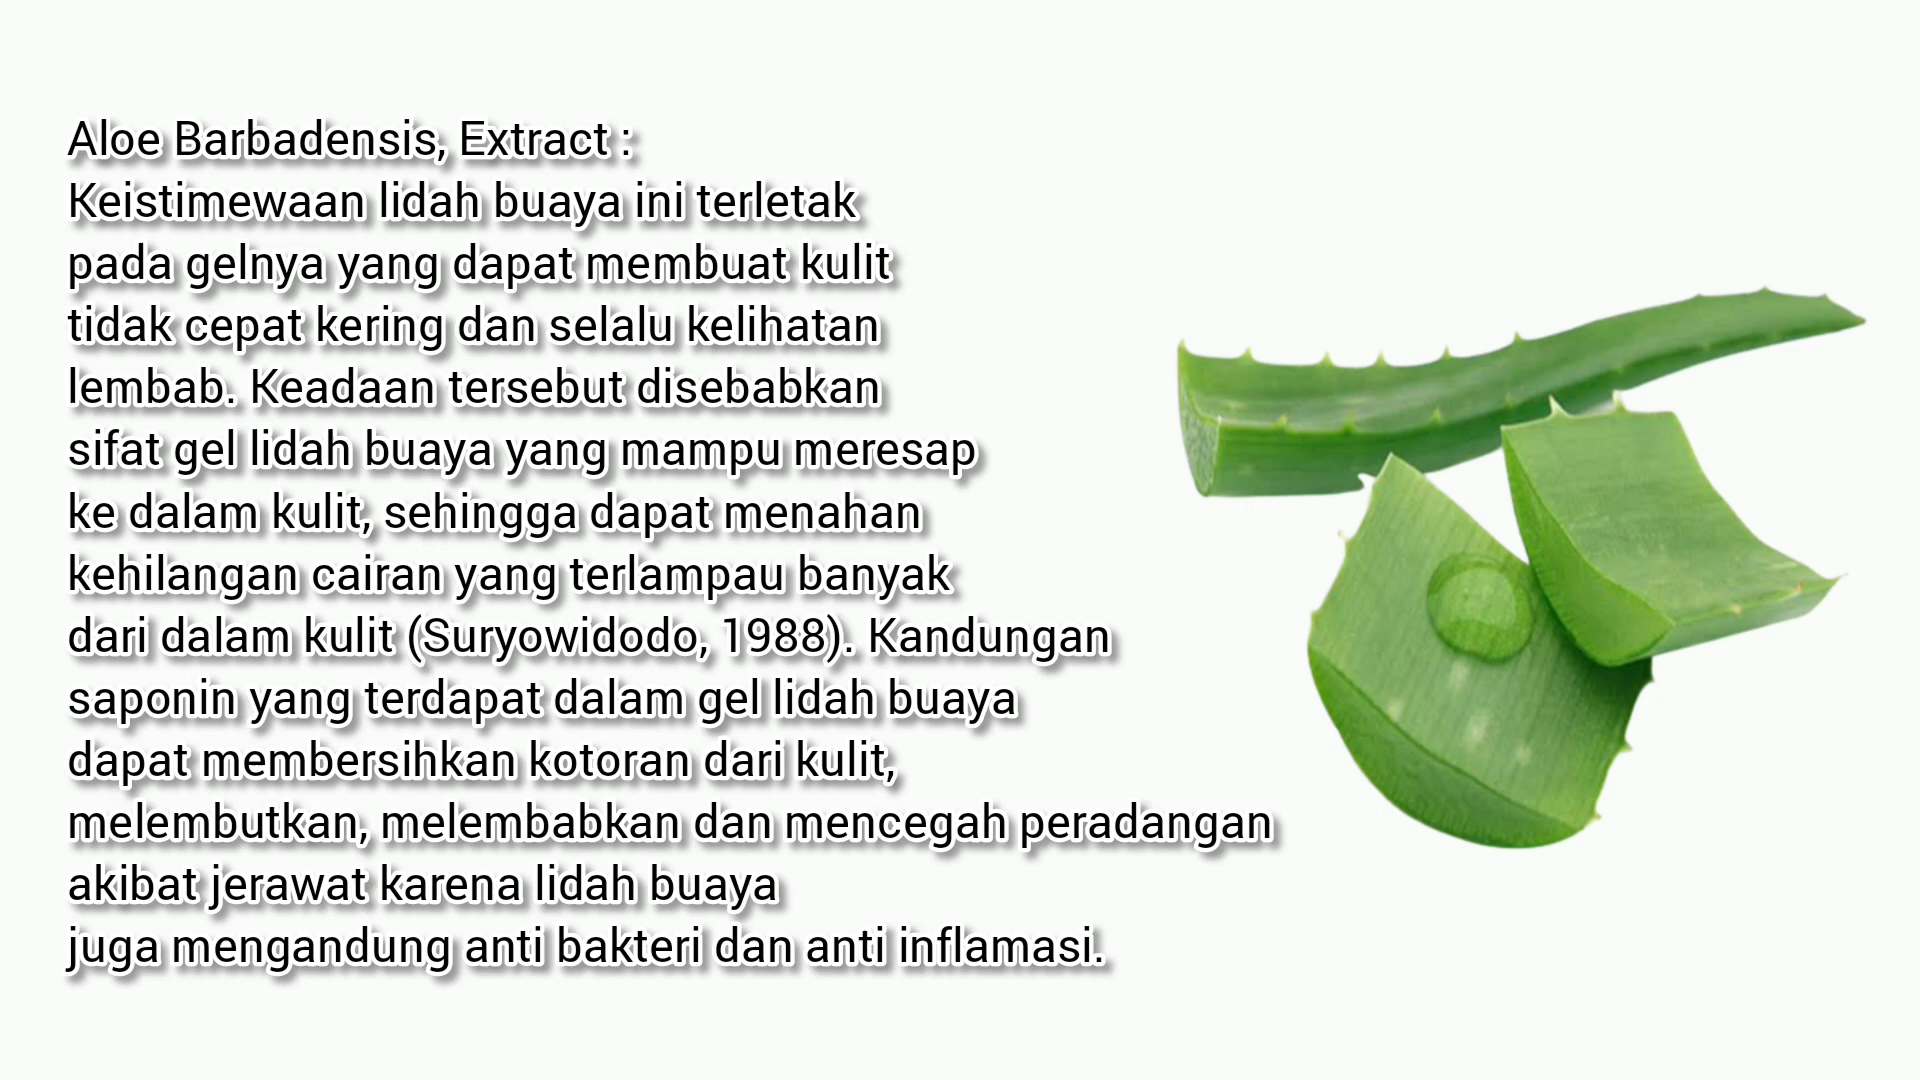 Aloe Barbadensis, Extract :
Keistimewaan lidah buaya ini terletak
pada gelnya yang dapat membuat kulit
tidak cepat kering dan selalu kelihatan
lembab. Keadaan tersebut disebabkan
sifat gel lidah buaya yang mampu meresap
ke dalam kulit, sehingga dapat menahan
kehilangan cairan yang terlampau banyak
dari dalam kulit (Suryowidodo, 1988). Kandungan
saponin yang terdapat dalam gel lidah buaya
dapat membersihkan kotoran dari kulit,
melembutkan, melembabkan dan mencegah peradangan
akibat jerawat karena lidah buaya
juga mengandung anti bakteri dan anti inflamasi.